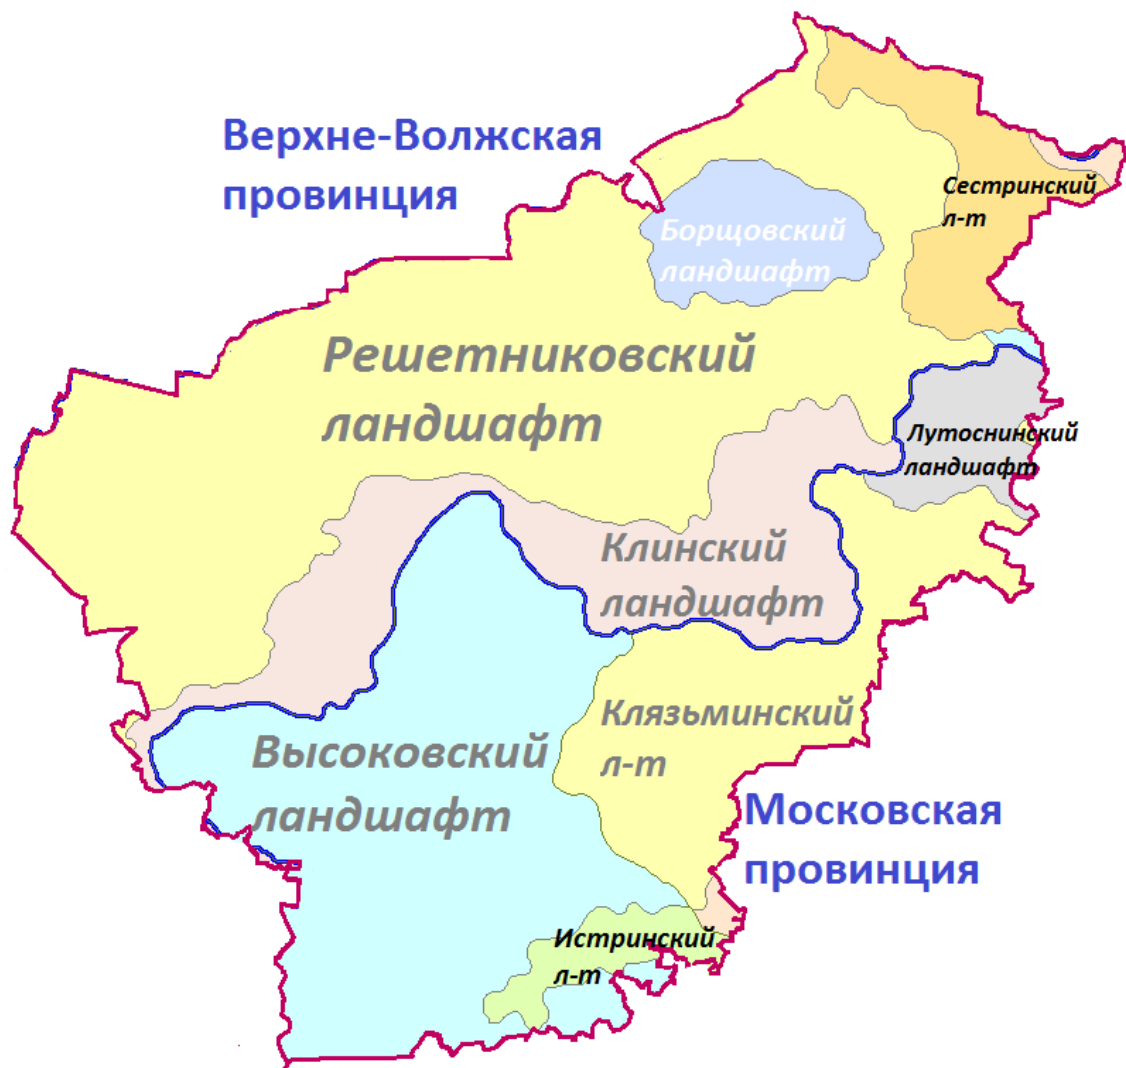 Верхне-Волжская
провинция
Сестринский
л-т
Борщовский
ландшафт
Решетниковский
ландшафт
Лутоснинский
ландшафт
Клинский
ландшафт
Клязьминский
л-т
Высоковский
ландшафт
Московская
провинция
Истринский
л-т